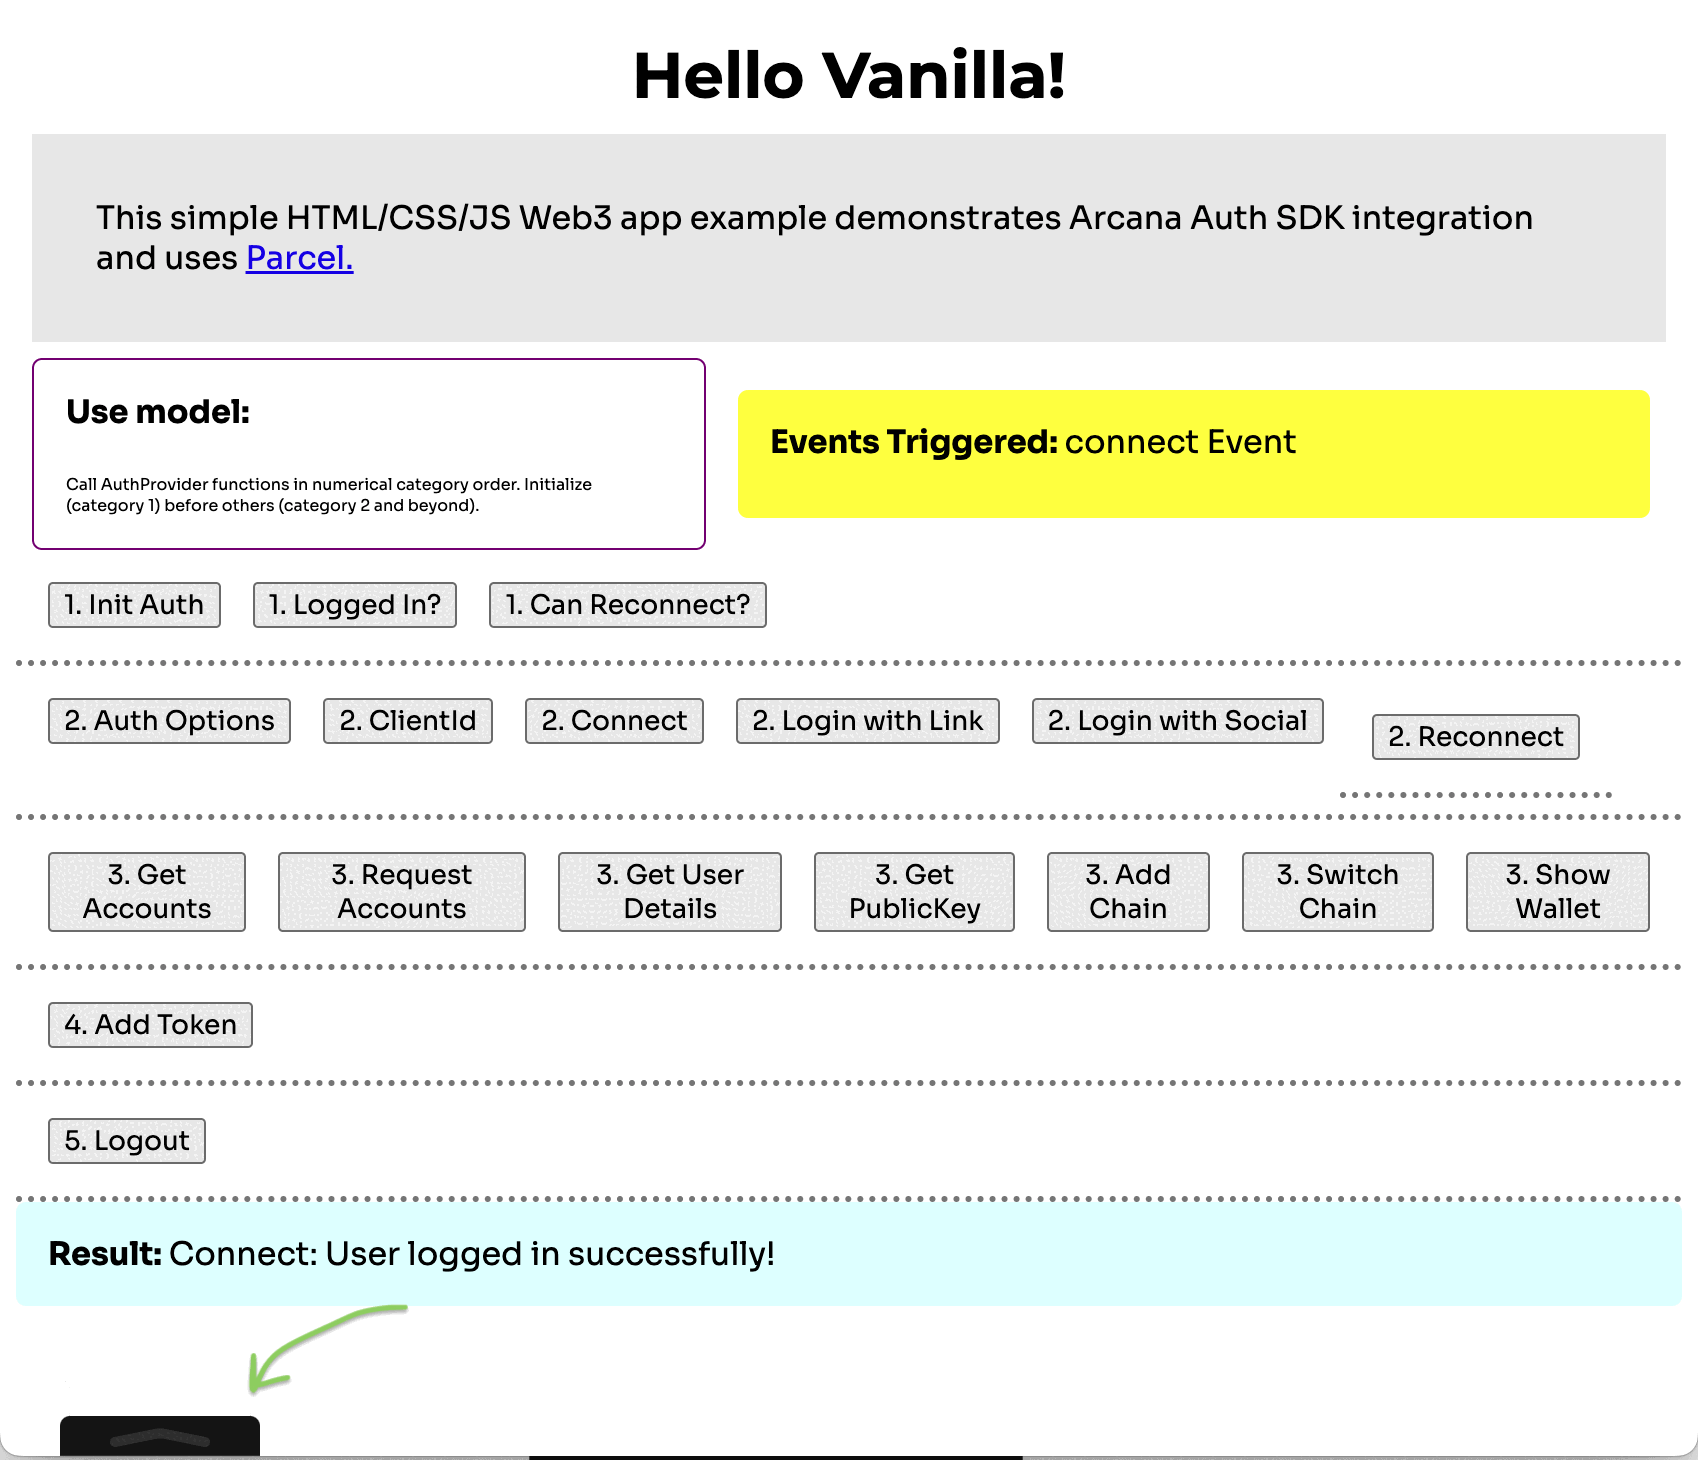 Hello Vanilla!
This simple HTML/CSS/JS Web3 app example demonstrates Arcana Auth SDK integration
and uses Parcel.
Use model:
Call AuthProvider functions in numerical category order. Initialize
(category 1) before others (category 2 and beyond).
Events Triggered: connect Event
1. Init Auth
1. Logged In?
1. Can Reconnect?
2. Auth Options
2. ClientId
2. Connect
2. Login with Link
2. Login with Social
2. Reconnect
3. Get
Accounts
3. Request
Accounts
3. Get User
Details
3. Get
PublicKey
3. Add
Chain
3. Switch
Chain
3. Show
Wallet
4. Add Token
5. Logout
Result: Connect: User logged in successfully!